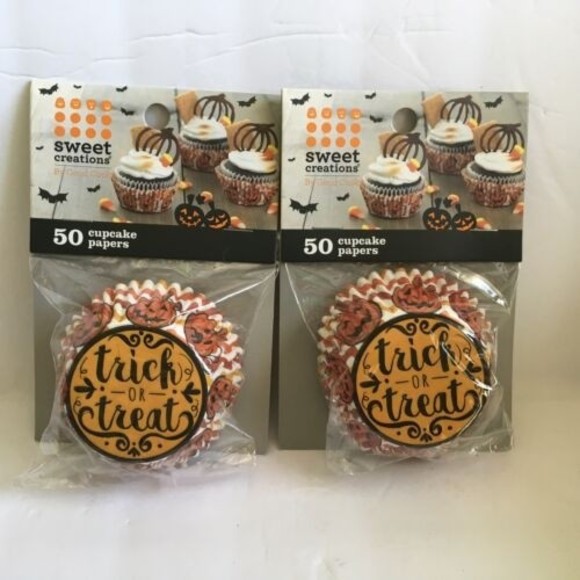 sweet
creations®
50 cupcake
papers
trick
OR
treat
sweet
creations®
50 cupcake
papers
trick
OR
treat